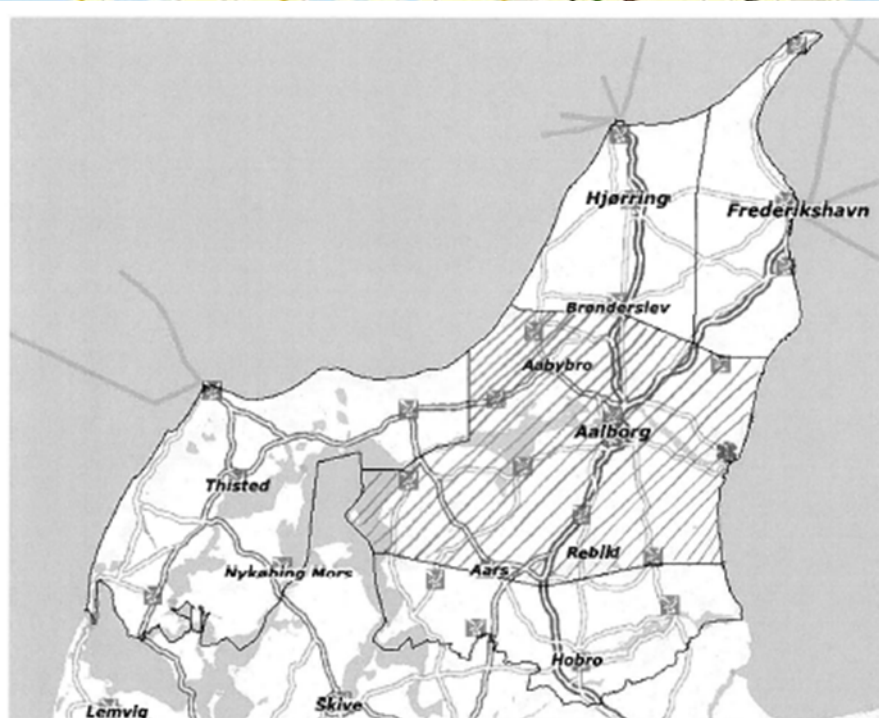 Hjørring
Frederikshavn
Brønderslev
Aabybro
Aalborg
Thisted
Rebild
Aars
Nykøbing Mors
Hobro
Skive
Lemvig